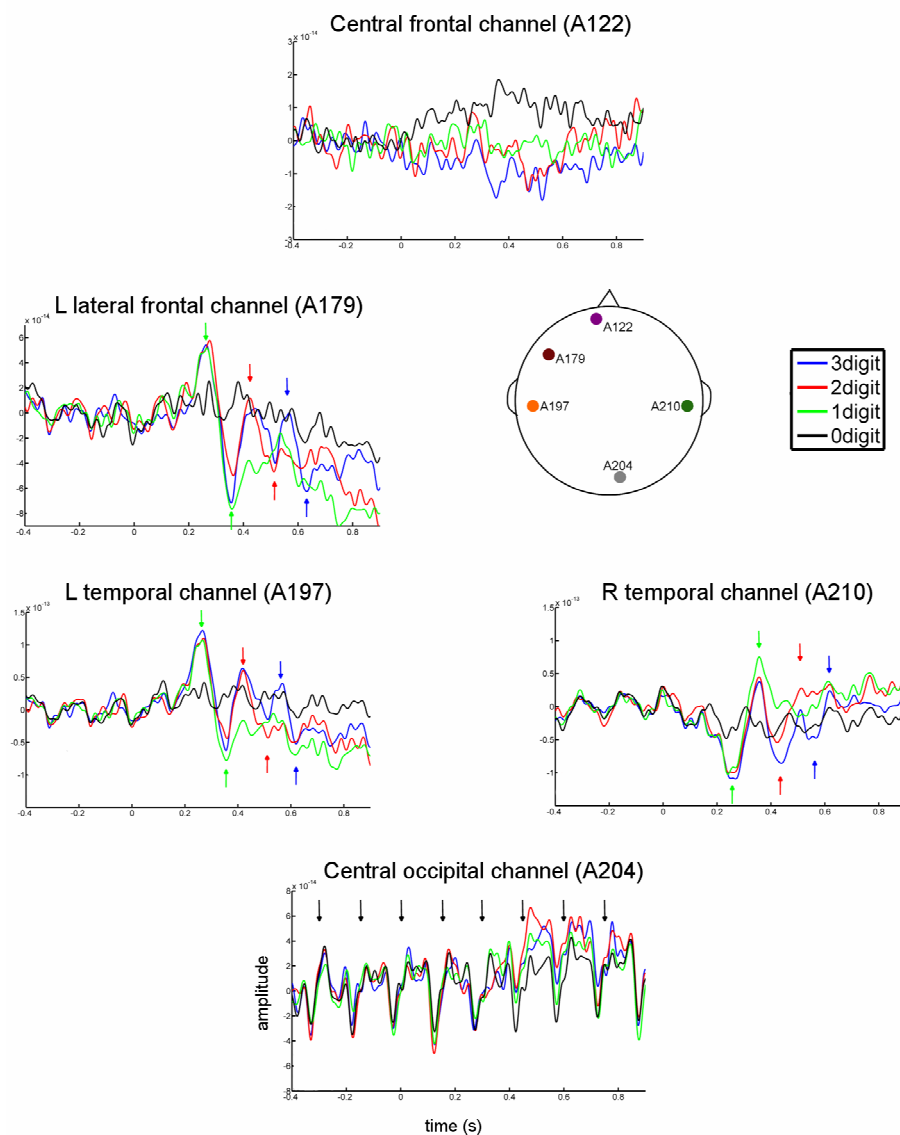 Central frontal channel (A122)
x 10⁻¹⁴
3
2
1
0
-1
-2
-3
-0.4 -0.2 0 0.2 0.4 0.6 0.8
L lateral frontal channel (A179)
x 10⁻¹⁴
6
4
2
0
-2
-4
-6
-8
-0.4 -0.2 0 0.2 0.4 0.6 0.8
A122
A179
A197
A210
A204
3digit
2digit
1digit
0digit
L temporal channel (A197)
x 10⁻¹³
1.5
1
0.5
0
-0.5
-1
-0.4 -0.2 0 0.2 0.4 0.6 0.8
R temporal channel (A210)
x 10⁻¹³
1.5
1
0.5
0
-0.5
-1
-0.4 -0.2 0 0.2 0.4 0.6 0.8
Central occipital channel (A204)
x 10⁻¹⁴
8
6
4
2
0
-2
-4
-6
-8
amplitude
-0.4 -0.2 0 0.2 0.4 0.6 0.8
time (s)